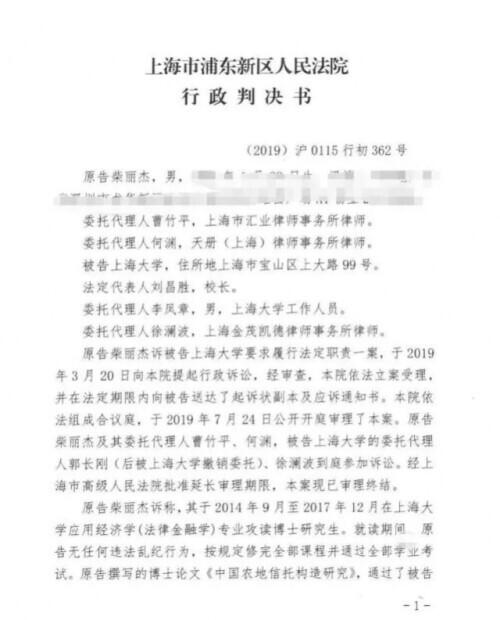 上海市浦东新区人民法院
行政判决书
（2019）沪 0115 行初 362 号
原告柴丽杰，男，
委托代理人曹竹平，上海市汇业律师事务所律师。
委托代理人何渊，天册（上海）律师事务所律师。
被告上海大学，住所地上海市宝山区上大路 99 号。
法定代表人刘昌胜，校长。
委托代理人李凤章，男，上海大学工作人员。
委托代理人徐澜波，上海金茂凯德律师事务所律师。
原告柴丽杰诉被告上海大学要求履行法定职责一案，于 2019
年 3 月 20 日向本院提起行政诉讼，经审查，本院依法立案受理，
并在法定期限内向被告送达了起诉状副本及应诉通知书。本院依
法组成合议庭，于 2019 年 7 月 24 日公开开庭审理了本案。原告
柴丽杰及其委托代理人曹竹平、何渊，被告上海大学的委托代理
人郭长刚（后被上海大学撤销委托）、徐澜波到庭参加诉讼。经上
海市高级人民法院批准延长审理期限，本案现已审理终结。
原告柴丽杰诉称，其于 2014 年 9 月至 2017 年 12 月在上海大
学应用经济学(法律金融学)专业攻读博士研究生。就读期间，原
告无任何违法乱纪行为，按规定修完全部课程并通过全部学业考
试。原告撰写的博士论文《中国农地信托构造研究》，通过了被告
-1-